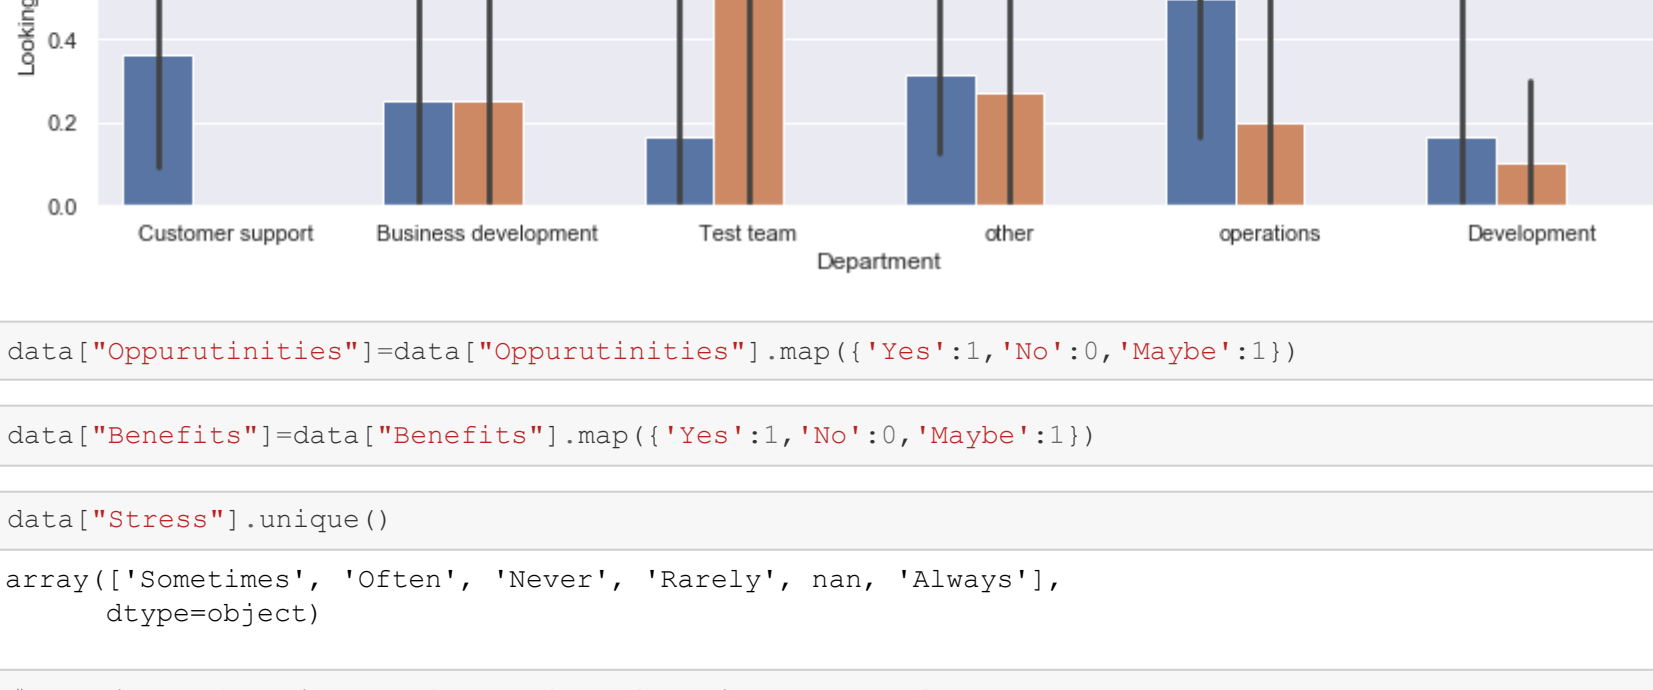 Looking
0.4
0.2
0.0
Customer support Business development Test team other operations Development
Department
data["Oppurutinities"]=data["Oppurutinities"].map({'Yes':1,'No':0,'Maybe':1})
data["Benefits"]=data["Benefits"].map({'Yes':1,'No':0,'Maybe':1})
data["Stress"].unique()
array(['Sometimes', 'Often', 'Never', 'Rarely', nan, 'Always'],
      dtype=object)